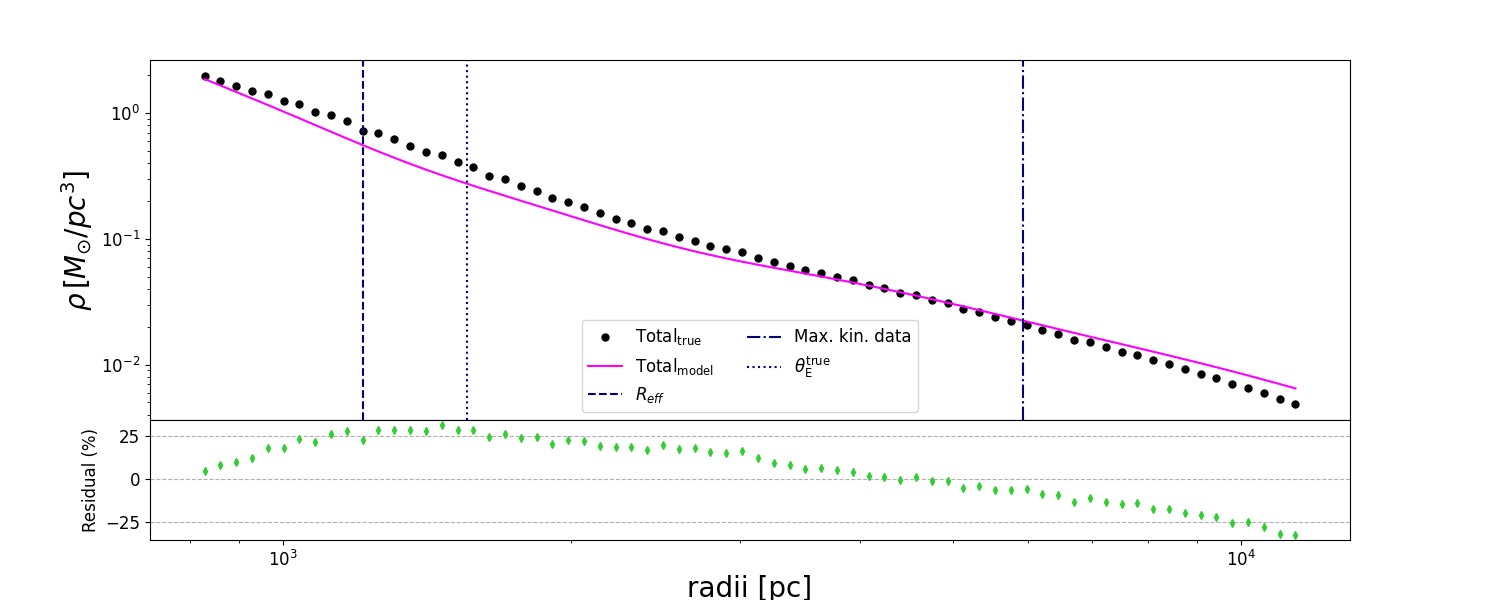 10⁰
10⁻¹
10⁻²
ρ [M⊙/pc³]
Total_true
Total_model
R_eff
Max. kin. data
θ_E^true
25
0
−25
Residual (%)
10³
10⁴
radii [pc]